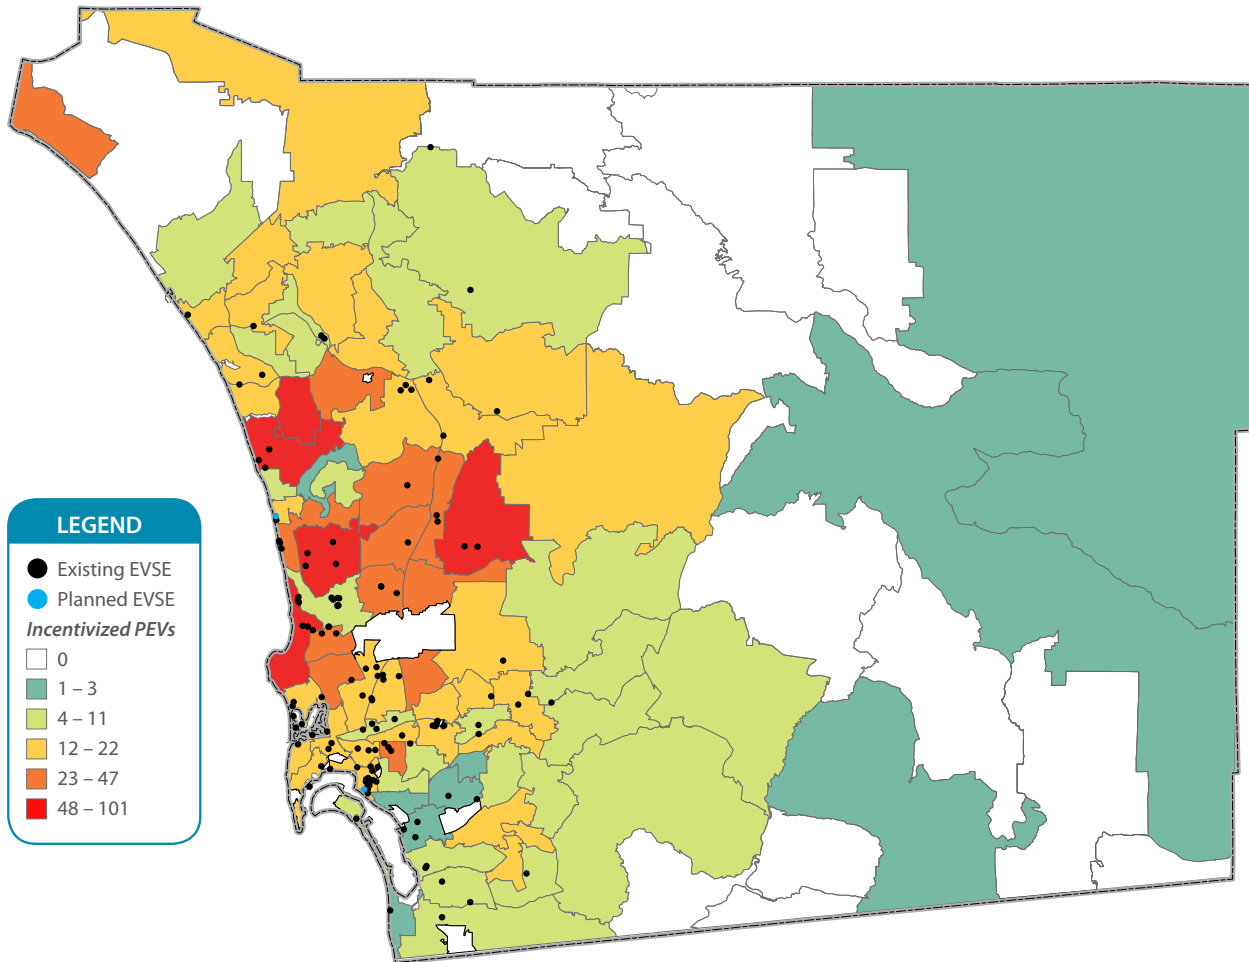 LEGEND
Existing EVSE
Planned EVSE
Incentivized PEVs
0
1 – 3
4 – 11
12 – 22
23 – 47
48 – 101